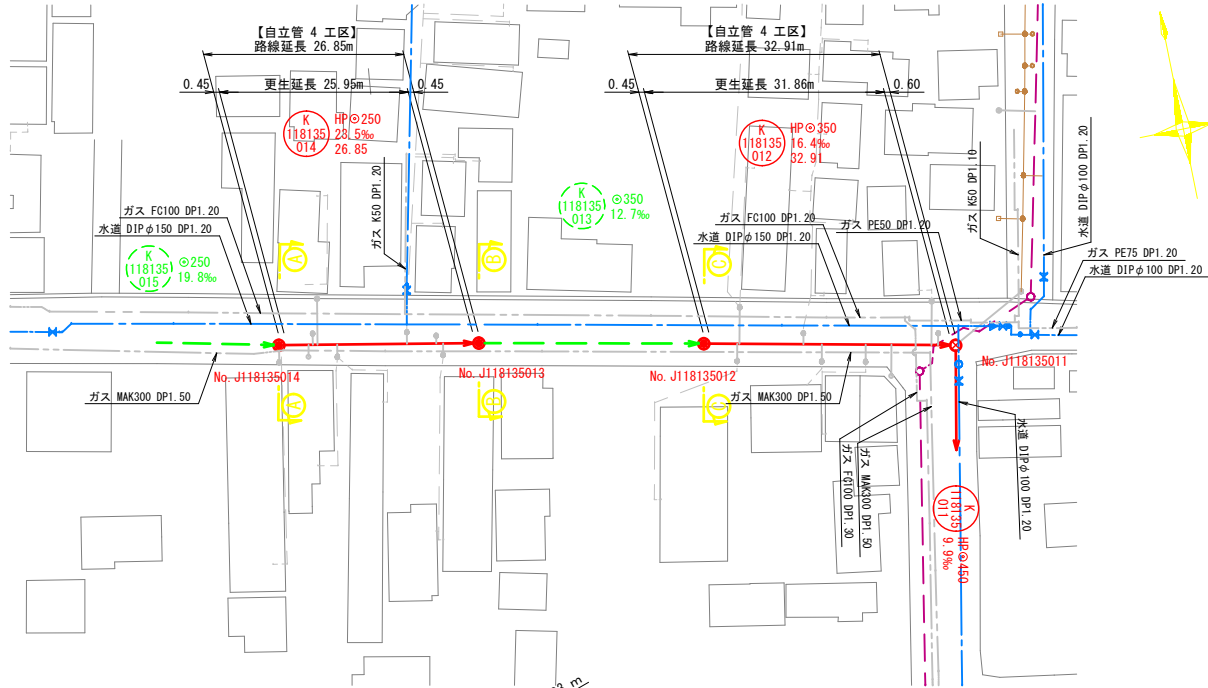 【自立管 4 工区】
路線延長 26.85m
0.45
更生延長 25.95m
0.45
【自立管 4 工区】
路線延長 32.91m
0.45
更生延長 31.86m
0.60
K
118135
014
HP⊙250
23.5‰
26.85
K
118135
012
HP⊙350
16.4‰
32.91
K
118135
013
⊙350
12.7‰
K
118135
015
⊙250
19.8‰
ガス FC100 DP1.20
水道 DIPφ150 DP1.20
ガス K50 DP1.20
ガス FC100 DP1.20
水道 DIPφ150 DP1.20
ガス PE50 DP1.20
ガス K50 DP1.10
水道 DIPφ100 DP1.20
ガス PE75 DP1.20
水道 DIPφ100 DP1.20
A
B
C
No. J118135014
No. J118135013
No. J118135012
No. J118135011
ガス MAK300 DP1.50
ガス MAK300 DP1.50
A
C
ガス FC100 DP1.30
ガス MAK300 DP1.50
水道 DIPφ100 DP1.20
K
118135
011
HP⊙450
9.9‰